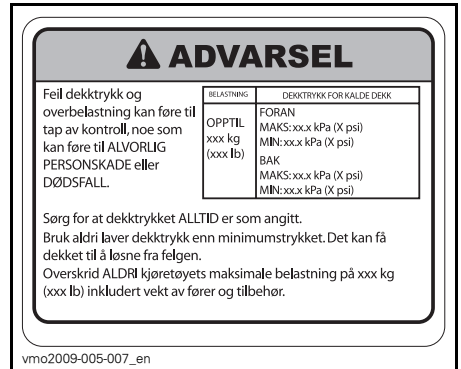 ADVARSEL
Feil dekktrykk og
overbelastning kan føre til
tap av kontroll, noe som
kan føre til ALVORLIG
PERSONSKADE eller
DØDSFALL.
BELASTNING
DEKKTRYKK FOR KALDE DEKK
OPPTIL
xxx kg
(xxx lb)
FORAN
MAKS: xx.x kPa (X psi)
MIN: xx.x kPa (X psi)
BAK
MAKS: xx.x kPa (X psi)
MIN: xx.x kPa (X psi)
Sørg for at dekktrykket ALLTID er som angitt.
Bruk aldri laver dekktrykk enn minimumstrykket. Det kan få
dekket til å løsne fra felgen.
Overskrid ALDRI kjøretøyets maksimale belastning på xxx kg
(xxx lb) inkludert vekt av fører og tilbehør.
vmo2009-005-007_en